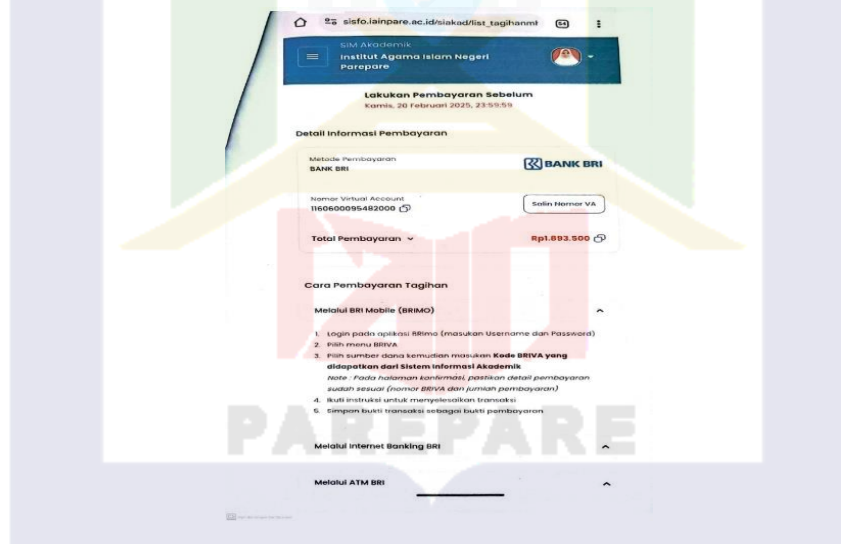 sisfo.iainpare.ac.id/siakad/list_tagihanmh
54
SIM Akademik
Institut Agama Islam Negeri
Parepare
Lakukan Pembayaran Sebelum
Kamis, 20 Februari 2025, 23:59:59
Detail Informasi Pembayaran
Metode Pembayaran
BANK BRI
BANK BRI
Nomor Virtual Account
1160600095482000
Salin Nomor VA
Total Pembayaran
Rp1.893.500
Cara Pembayaran Tagihan
Melalui BRI Mobile (BRIMO)
1. Login pada aplikasi BRImo (masukan Username dan Password)
2. Pilih menu BRIVA
3. Pilih sumber dana kemudian masukan Kode BRIVA yang
didapatkan dari Sistem Informasi Akademik
Note : Pada halaman konfirmasi, pastikan detail pembayaran
sudah sesuai (nomor BRIVA dan jumlah pembayaran)
4. Ikuti instruksi untuk menyelesaikan transaksi
5. Simpan bukti transaksi sebagai bukti pembayaran
PAREPARE
Melalui Internet Banking BRI
Melalui ATM BRI